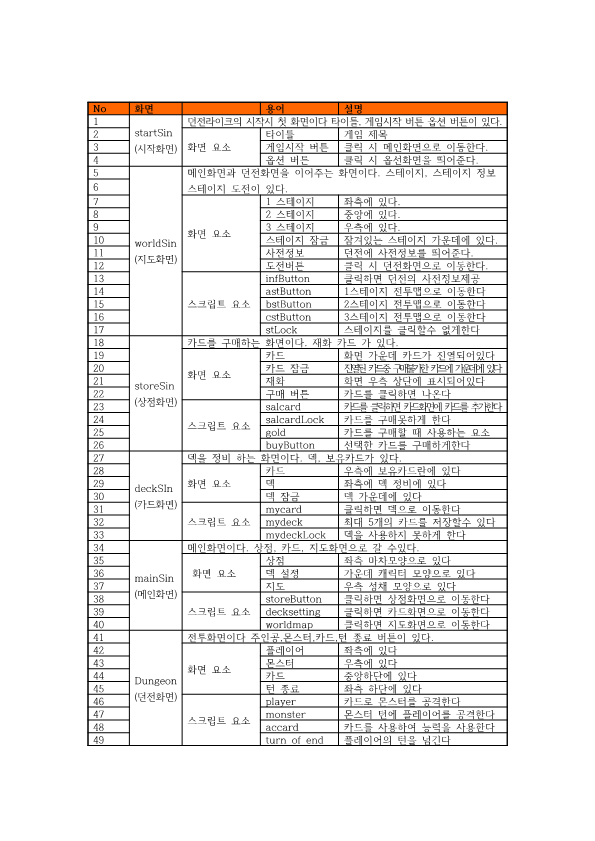 No 화면 용어 설명
1 던전라이크의 시작시 첫 화면이다 타이틀, 게임시작 버튼 옵션 버튼이 있다.
startSin
(시작화면)
화면 요소
2 타이틀 게임 제목
3 게임시작 버튼 클릭 시 메인화면으로 이동한다.
4 옵션 버튼 클릭 시 옵션화면을 띄어준다.
5 메인화면과 던전화면을 이어주는 화면이다. 스테이지, 스테이지 정보
6 스테이지 도전이 있다.
worldSin
(지도화면)
화면 요소
7 1 스테이지 좌측에 있다.
8 2 스테이지 중앙에 있다.
9 3 스테이지 우측에 있다.
10 스테이지 잠금 잠겨있는 스테이지 가운데에 있다.
11 사전정보 던전에 사전정보를 띄어준다.
12 도전버튼 클릭 시 던전화면으로 이동한다.
스크립트 요소
13 infButton 클릭하면 던전의 사전정보제공
14 astButton 1스테이지 전투맵으로 이동한다
15 bstButton 2스테이지 전투맵으로 이동한다
16 cstButton 3스테이지 전투맵으로 이동한다
17 stLock 스테이지를 클릭할수 없게한다
18 카드를 구매하는 화면이다. 재화 카드 가 있다.
storeSin
(상점화면)
화면 요소
19 카드 화면 가운데 카드가 진열되어있다
20 카드 잠금 진열된 카드중 구매불가한 카드에 가운데에 있다
21 재화 화면 우측 상단에 표시되어있다
22 구매 버튼 카드를 클릭하면 나온다
스크립트 요소
23 salcard 카드를 클릭하면 카드화면에 카드를 추가한다
24 salcardLock 카드를 구매못하게 한다
25 gold 카드를 구매할 때 사용하는 요소
26 buyButton 선택한 카드를 구매하게한다
27 덱을 정비 하는 화면이다. 덱, 보유카드가 있다.
deckSIn
(카드화면)
화면 요소
28 카드 우측에 보유카드란에 있다
29 덱 좌측에 덱 정비에 있다
30 덱 잠금 덱 가운데에 있다
스크립트 요소
31 mycard 클릭하면 덱으로 이동한다
32 mydeck 최대 5개의 카드를 저장할수 있다
33 mydeckLock 덱을 사용하지 못하게 한다
34 메인화면이다. 상점, 카드, 지도화면으로 갈 수있다.
mainSin
(메인화면)
화면 요소
35 상점 좌측 마차모양으로 있다
36 덱 설정 가운데 캐릭터 모양으로 있다
37 지도 우측 성채 모양으로 있다
스크립트 요소
38 storeButton 클릭하면 상점화면으로 이동한다
39 decksetting 클릭하면 카드화면으로 이동한다
40 worldmap 클릭하면 지도화면으로 이동한다
41 전투화면이다 주인공,몬스터,카드,턴 종료 버튼이 있다.
Dungeon
(던전화면)
화면 요소
42 플레이어 좌측에 있다
43 몬스터 우측에 있다
44 카드 중앙하단에 있다
45 턴 종료 좌측 하단에 있다
스크립트 요소
46 player 카드로 몬스터를 공격한다
47 monster 몬스터 턴에 플레이어를 공격한다
48 accard 카드를 사용하여 능력을 사용한다
49 turn of end 플레이어의 턴을 넘긴다